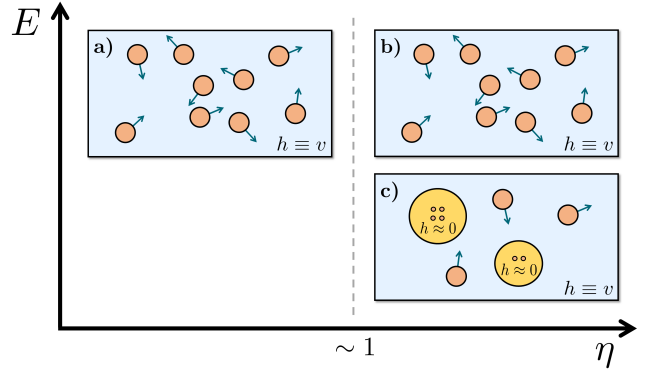 E
a)
h ≡ v
b)
h ≡ v
c)
h ≈ 0
h ≈ 0
h ≡ v
~ 1
η